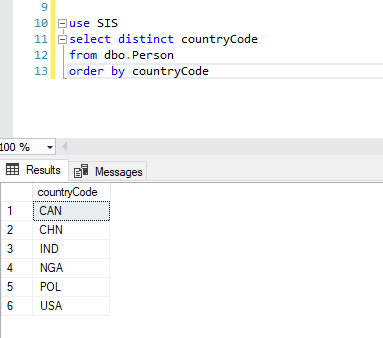 9
10 use SIS
11 select distinct countryCode
12 from dbo.Person
13 order by countryCode
100 %
Results Messages
countryCode
1 CAN
2 CHN
3 IND
4 NGA
5 POL
6 USA